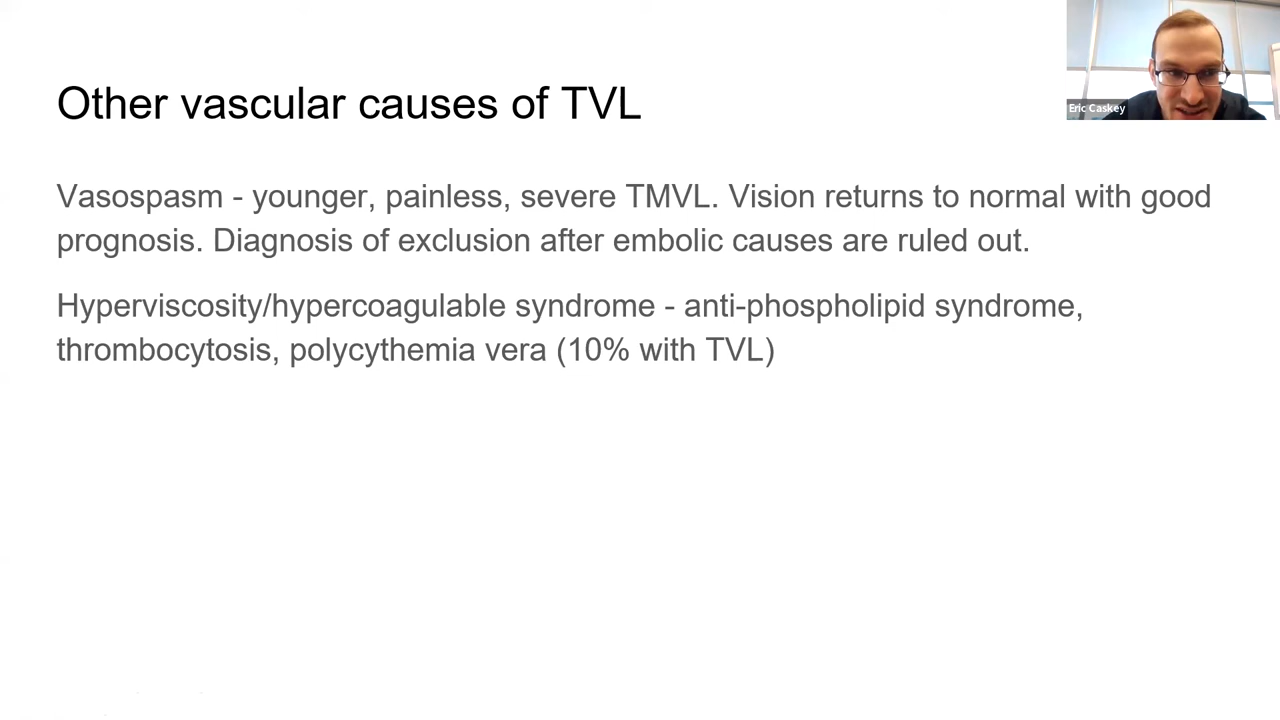 Other vascular causes of TVL
Eric Caskey
Vasospasm - younger, painless, severe TMVL. Vision returns to normal with good
prognosis. Diagnosis of exclusion after embolic causes are ruled out.
Hyperviscosity/hypercoagulable syndrome - anti-phospholipid syndrome,
thrombocytosis, polycythemia vera (10% with TVL)